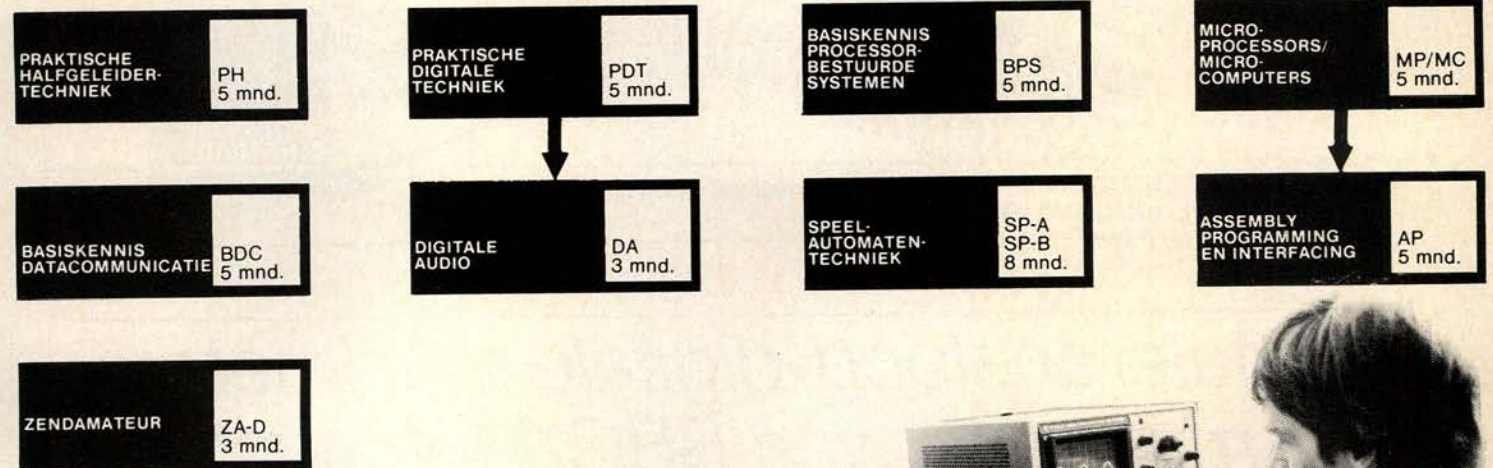 PRAKTISCHE
HALFGELEIDER-
TECHNIEK
PH
5 mnd.
PRAKTISCHE
DIGITALE
TECHNIEK
PDT
5 mnd.
BASISKENNIS
PROCESSOR-
BESTUURDE
SYSTEMEN
BPS
5 mnd.
MICRO-
PROCESSORS/
MICRO-
COMPUTERS
MP/MC
5 mnd.
BASISKENNIS
DATACOMMUNICATIE
BDC
5 mnd.
DIGITALE
AUDIO
DA
3 mnd.
SPEEL-
AUTOMATEN-
TECHNIEK
SP-A
SP-B
8 mnd.
ASSEMBLY
PROGRAMMING
EN INTERFACING
AP
5 mnd.
ZENDAMATEUR
ZA-D
3 mnd.